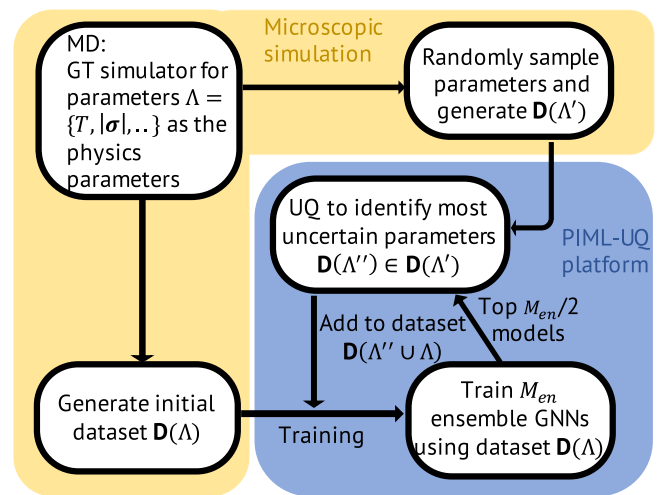 MD:
GT simulator for
parameters Λ =
{T, |σ|, . . } as the
physics
parameters
Microscopic
simulation
Randomly sample
parameters and
generate D(Λ′)
UQ to identify most
uncertain parameters
D(Λ′′) ∈ D(Λ′)
PIML-UQ
platform
Add to dataset
D(Λ′′ ∪ Λ)
Top M_en/2
models
Generate initial
dataset D(Λ)
Training
Train M_en
ensemble GNNs
using dataset D(Λ)